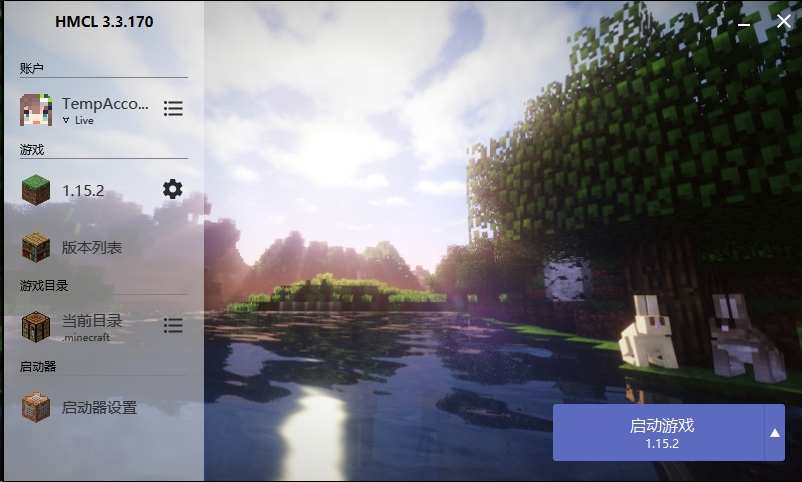 HMCL 3.3.170
账户
TempAcco...
∀ Live
游戏
1.15.2
版本列表
游戏目录
当前目录
.minecraft
启动器
启动器设置
启动游戏
1.15.2